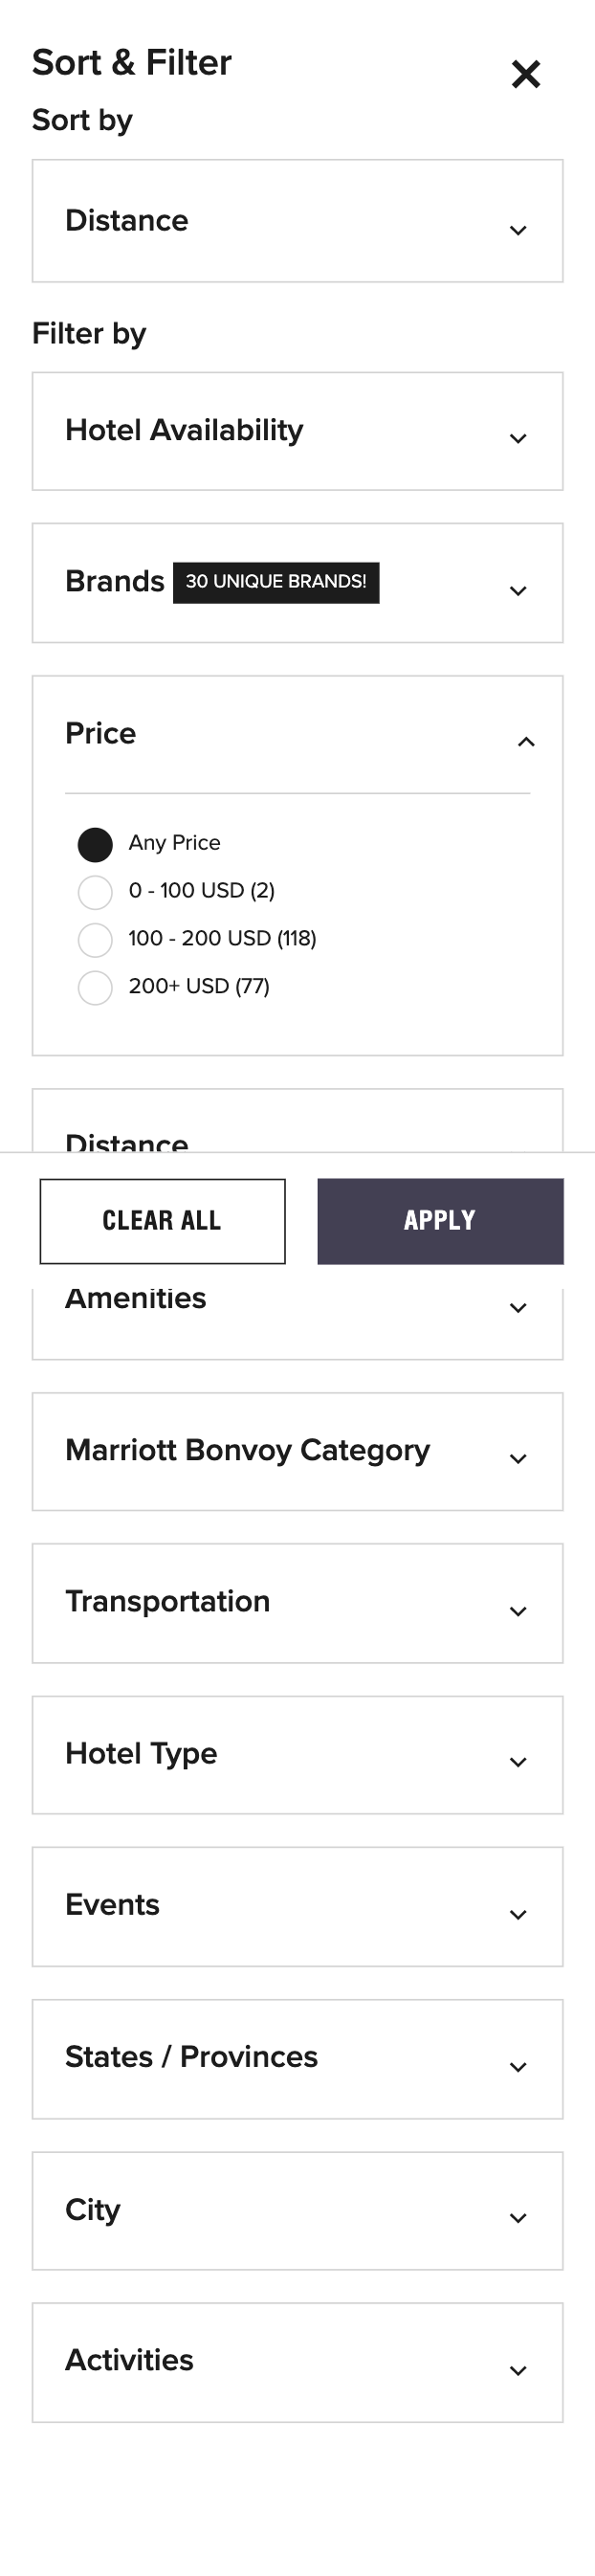 Sort & Filter
Sort by
Distance
Filter by
Hotel Availability
Brands 30 UNIQUE BRANDS!
Price
Any Price
0 - 100 USD (2)
100 - 200 USD (118)
200+ USD (77)
Distance
CLEAR ALL APPLY
Amenities
Marriott Bonvoy Category
Transportation
Hotel Type
Events
States / Provinces
City
Activities